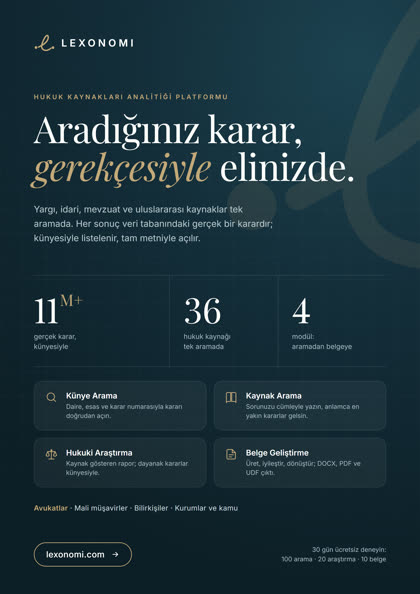 LEXONOMI
HUKUK KAYNAKLARI ANALİTİĞİ PLATFORMU
Aradığınız karar,
gerekçesiyle elinizde.
Yargı, idari, mevzuat ve uluslararası kaynaklar tek
aramada. Her sonuç veri tabanındaki gerçek bir karardır;
künyesiyle listelenir, tam metniyle açılır.
11 M+
gerçek karar,
künyesiyle
36
hukuk kaynağı
tek aramada
4
modül:
aramadan belgeye
Künye Arama
Daire, esas ve karar numarasıyla kararı
doğrudan açın.
Kaynak Arama
Sorunuzu cümleyle yazın, anlamca en
yakın kararlar gelsin.
Hukuki Araştırma
Kaynak gösteren rapor; dayanak kararlar
künyesiyle.
Belge Geliştirme
Üret, iyileştir, dönüştür; DOCX, PDF ve
UDF çıktı.
Avukatlar · Mali müşavirler · Bilirkişiler · Kurumlar ve kamu
lexonomi.com →
30 gün ücretsiz deneyin:
100 arama · 20 araştırma · 10 belge